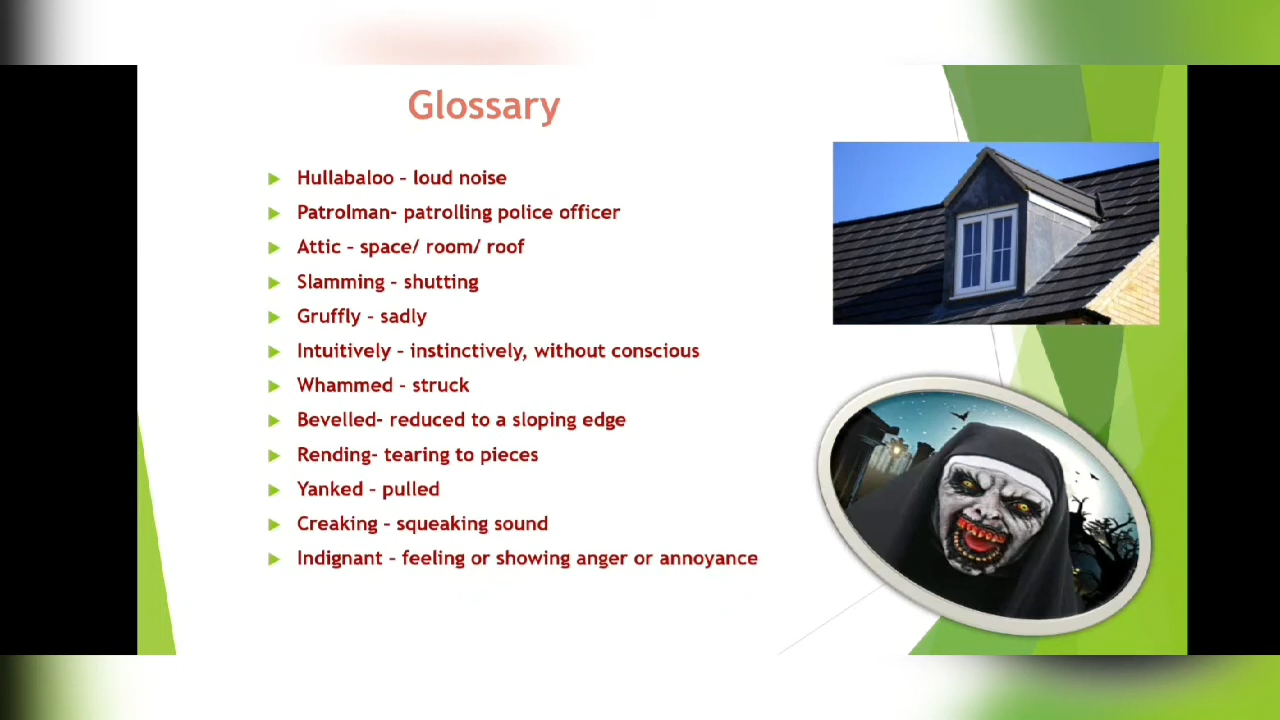 Glossary
Hullabaloo – loud noise
Patrolman- patrolling police officer
Attic – space/ room/ roof
Slamming – shutting
Gruffly – sadly
Intuitively – instinctively, without conscious
Whammed – struck
Bevelled- reduced to a sloping edge
Rending- tearing to pieces
Yanked – pulled
Creaking – squeaking sound
Indignant – feeling or showing anger or annoyance